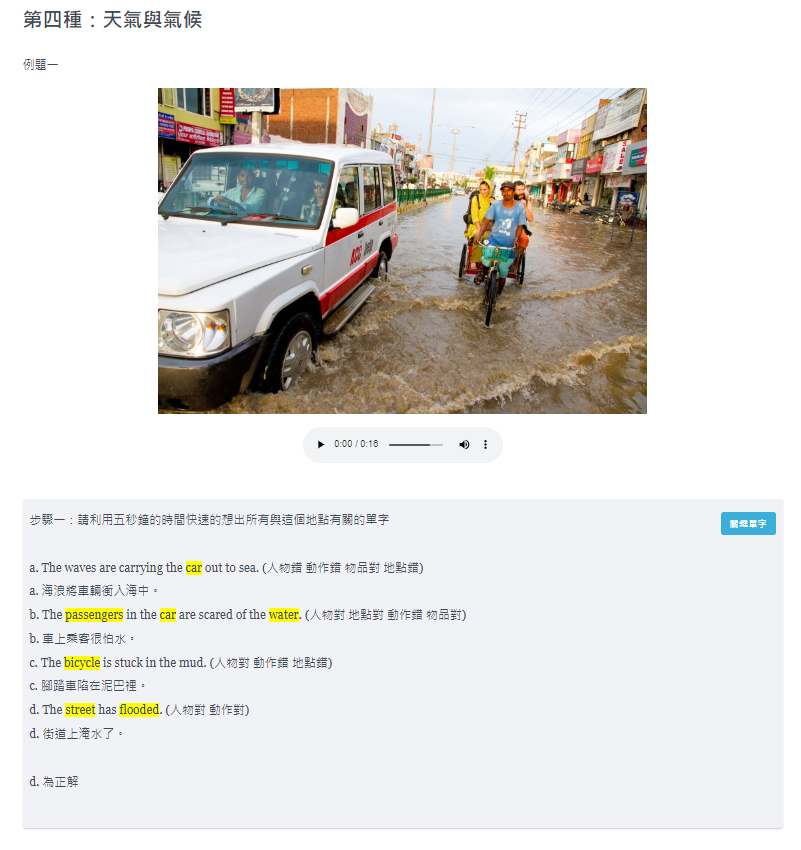 第四種：天氣與氣候
例題一
SALE
ACC
0:00 / 0:16
步驟一：請利用五秒鐘的時間快速的想出所有與這個地點有關的單字
關鍵單字
a. The waves are carrying the car out to sea. (人物錯 動作錯 物品對 地點錯)
a. 海浪將車輛衝入海中。
b. The passengers in the car are scared of the water. (人物對 地點對 動作錯 物品對)
b. 車上乘客很怕水。
c. The bicycle is stuck in the mud. (人物對 動作錯 地點錯)
c. 腳踏車陷在泥巴裡。
d. The street has flooded. (人物對 動作對)
d. 街道上淹水了。
d. 為正解